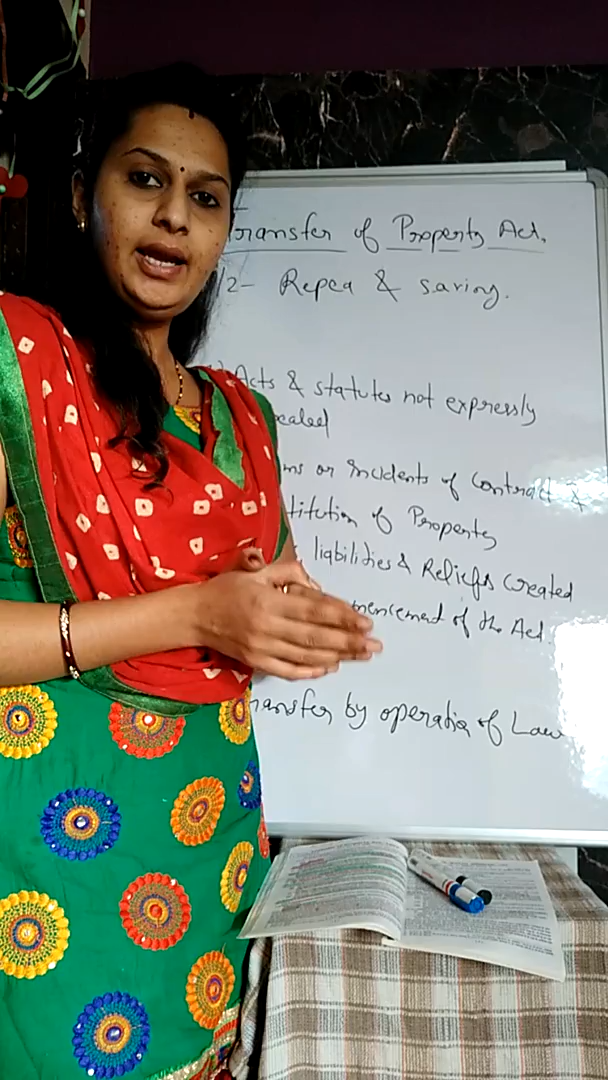 Transfer of Property Act.
/2- Repea & saving.
Acts & statutes not expressly
ealed
ms or incidents of Contract &
titution of Property
liabilities & Reliefs created
mencement of the Act
ransfer by operation of Law